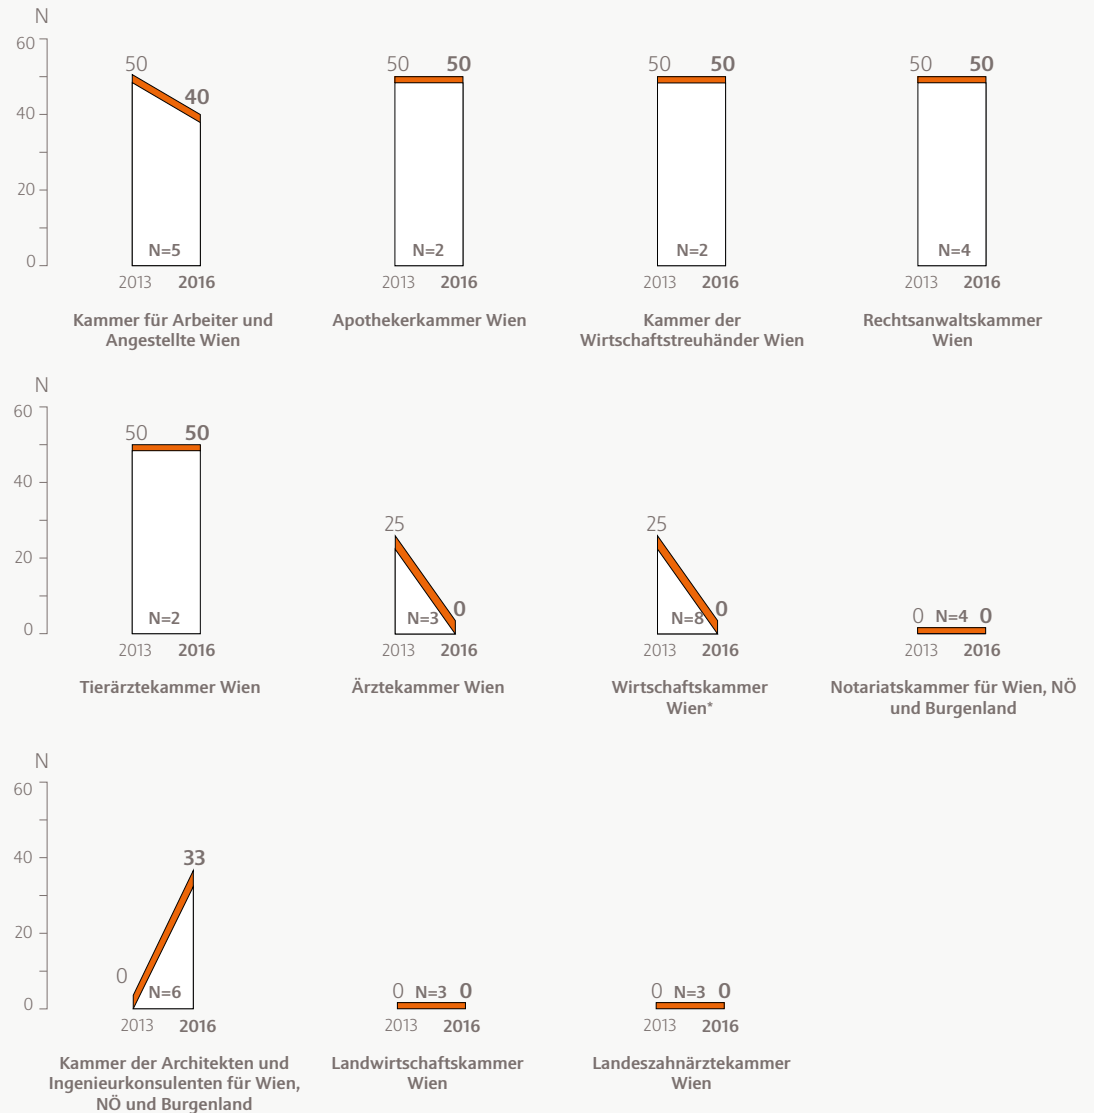 N
60
40
20
0
50
40
N=5
2013 2016
Kammer für Arbeiter und
Angestellte Wien
50 50
N=2
2013 2016
Apothekerkammer Wien
50 50
N=2
2013 2016
Kammer der
Wirtschaftstreuhänder Wien
50 50
N=4
2013 2016
Rechtsanwaltskammer
Wien
N
60
40
20
0
50 50
N=2
2013 2016
Tierärztekammer Wien
25
0
N=3
2013 2016
Ärztekammer Wien
25
0
N=8
2013 2016
Wirtschaftskammer
Wien*
0 N=4 0
2013 2016
Notariatskammer für Wien, NÖ
und Burgenland
N
60
40
20
0
33
0
N=6
2013 2016
Kammer der Architekten und
Ingenieurkonsulenten für Wien,
NÖ und Burgenland
0 N=3 0
2013 2016
Landwirtschaftskammer
Wien
0 N=3 0
2013 2016
Landeszahnärztekammer
Wien